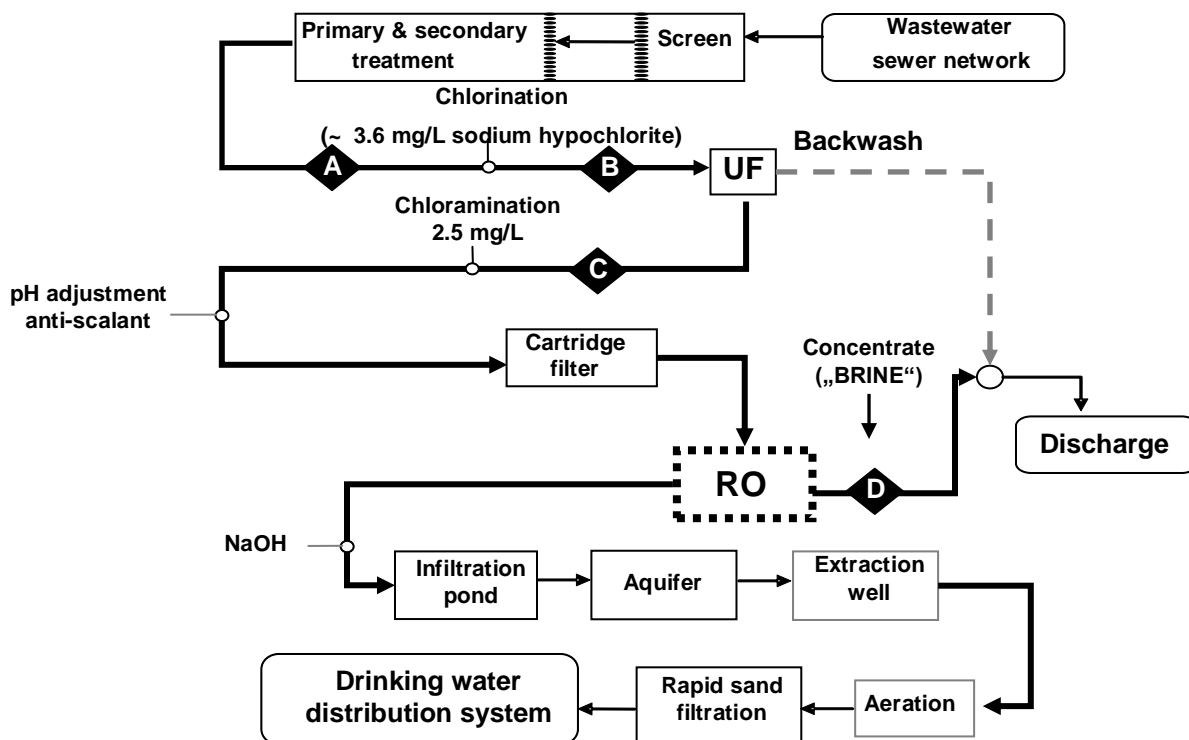 Primary & secondary
treatment
Screen
Wastewater
sewer network
Chlorination
(~ 3.6 mg/L sodium hypochlorite)
A
B
UF
Backwash
Chloramination
2.5 mg/L
C
pH adjustment
anti-scalant
Cartridge
filter
Concentrate
(„BRINE“)
Discharge
RO
D
NaOH
Infiltration
pond
Aquifer
Extraction
well
Drinking water
distribution system
Rapid sand
filtration
Aeration